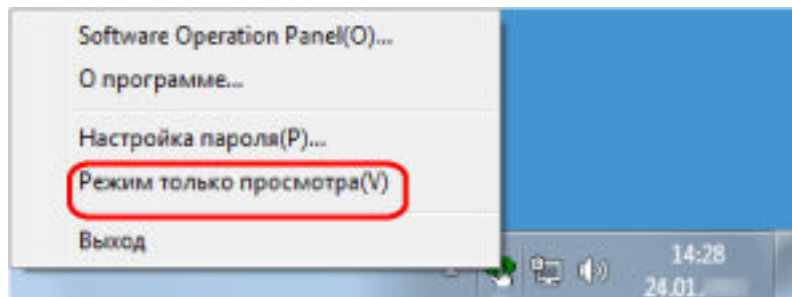 Software Operation Panel(O)...
О программе...
Настройка пароля(P)...
Режим только просмотра(V)
Выход
14:28
24.01.